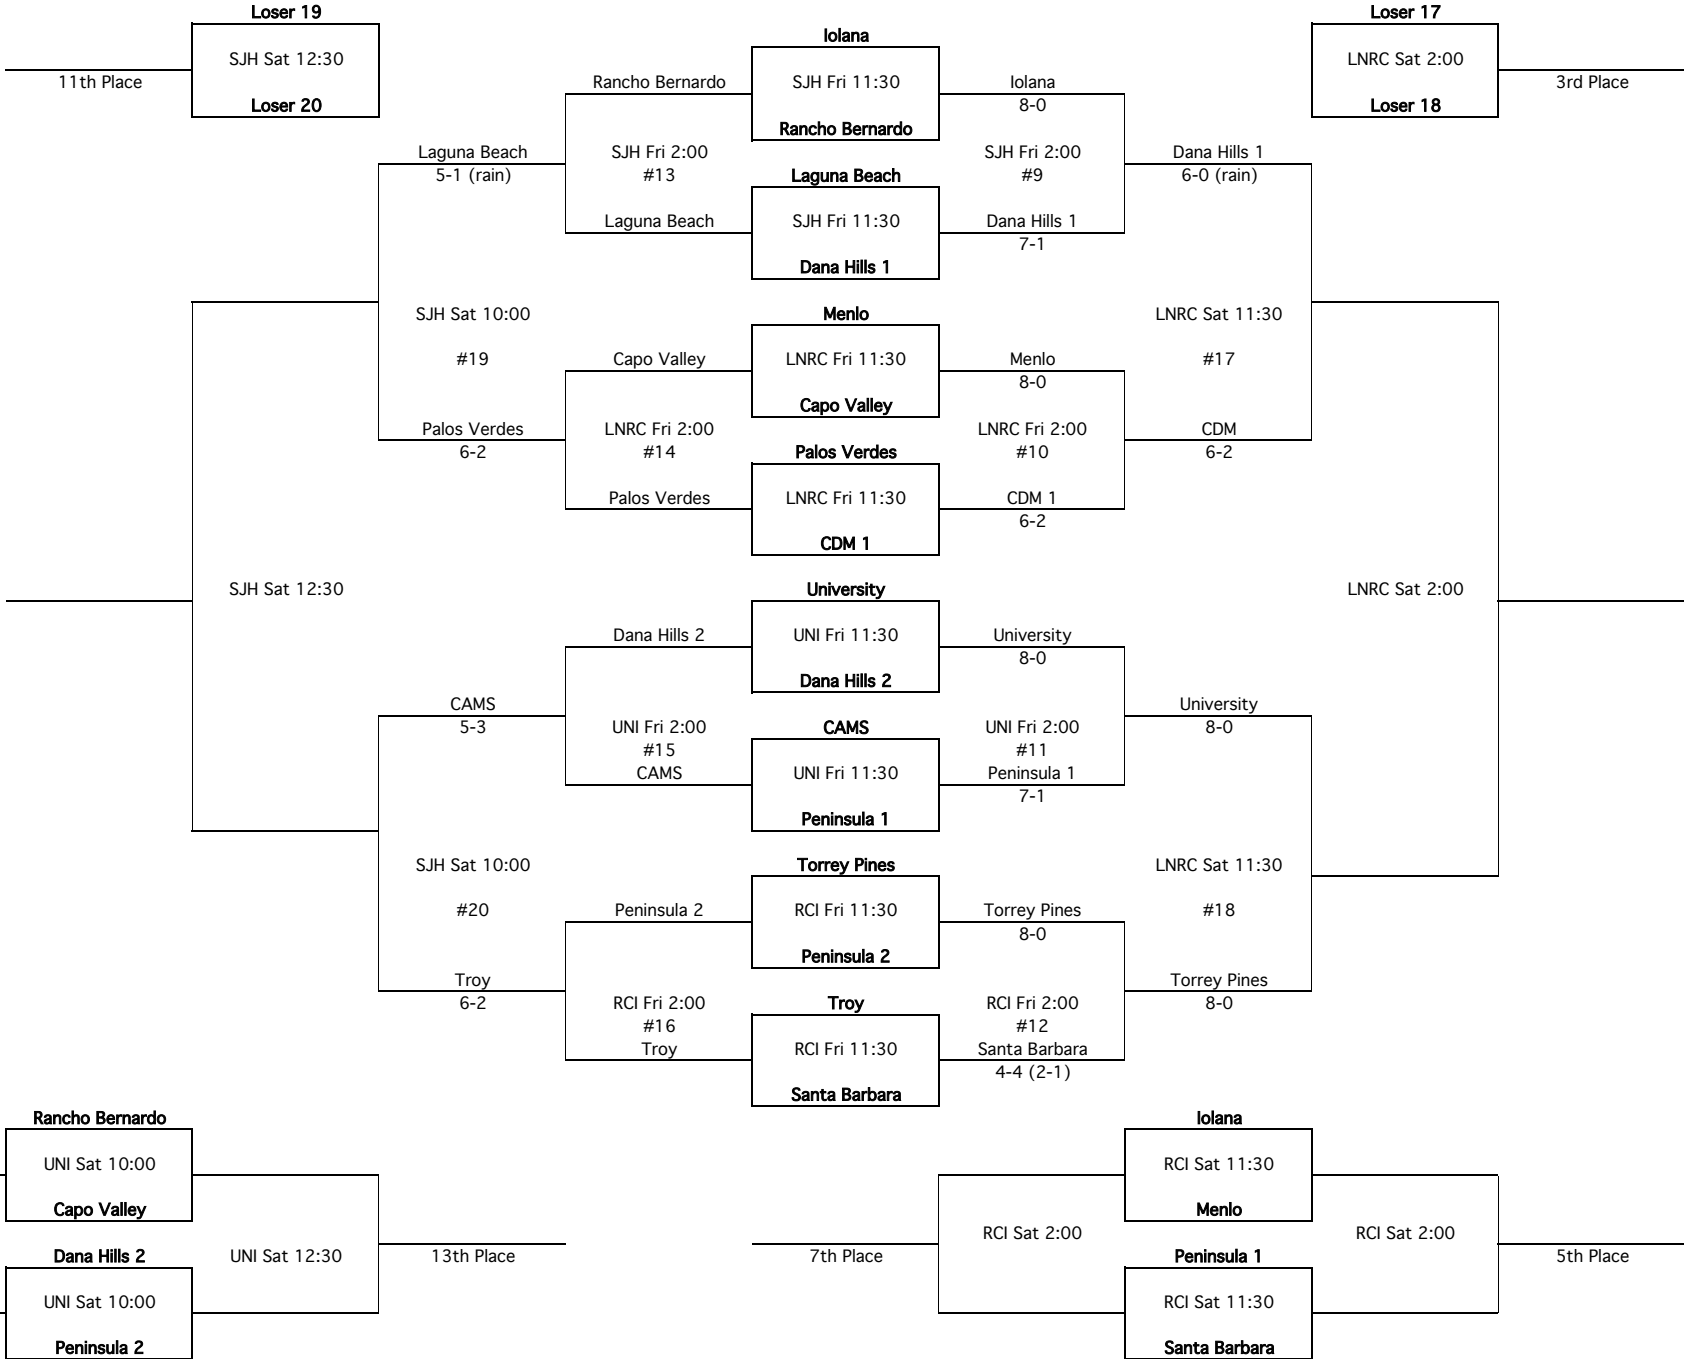 Loser 19
SJH Sat 12:30
11th Place
Loser 20
Loser 17
LNRC Sat 2:00
3rd Place
Loser 18
Iolana
Rancho Bernardo
SJH Fri 11:30
Iolana
8-0
Rancho Bernardo
Laguna Beach
5-1 (rain)
SJH Fri 2:00
#13
SJH Fri 2:00
#9
Dana Hills 1
6-0 (rain)
Laguna Beach
Laguna Beach
SJH Fri 11:30
Dana Hills 1
7-1
Dana Hills 1
SJH Sat 10:00
#19
Menlo
Capo Valley
LNRC Fri 11:30
Menlo
8-0
Capo Valley
LNRC Sat 11:30
#17
Palos Verdes
6-2
LNRC Fri 2:00
#14
LNRC Fri 2:00
#10
CDM
6-2
Palos Verdes
Palos Verdes
LNRC Fri 11:30
CDM 1
6-2
CDM 1
SJH Sat 12:30
LNRC Sat 2:00
University
Dana Hills 2
UNI Fri 11:30
University
8-0
Dana Hills 2
CAMS
5-3
UNI Fri 2:00
#15
CAMS
CAMS
UNI Fri 11:30
Peninsula 1
UNI Fri 2:00
#11
Peninsula 1
7-1
University
8-0
SJH Sat 10:00
#20
Torrey Pines
Peninsula 2
RCI Fri 11:30
Torrey Pines
8-0
Peninsula 2
LNRC Sat 11:30
#18
Troy
6-2
RCI Fri 2:00
#16
Troy
Troy
RCI Fri 11:30
Santa Barbara
RCI Fri 2:00
#12
Santa Barbara
4-4 (2-1)
Torrey Pines
8-0
Rancho Bernardo
UNI Sat 10:00
Capo Valley
Dana Hills 2
UNI Sat 12:30
13th Place
UNI Sat 10:00
Peninsula 2
Iolana
RCI Sat 11:30
Menlo
RCI Sat 2:00
RCI Sat 2:00
7th Place
Peninsula 1
5th Place
RCI Sat 11:30
Santa Barbara